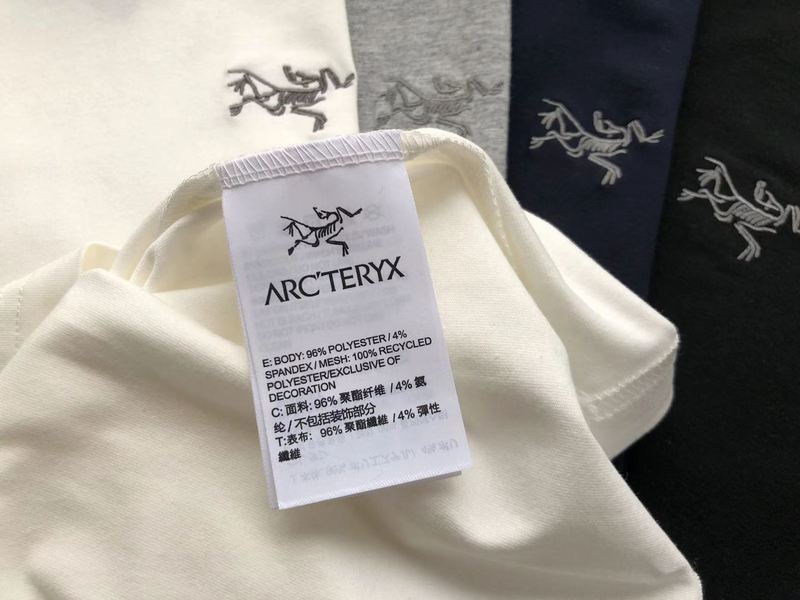 ARC'TERYX
E: BODY: 96% POLYESTER / 4%
SPANDEX / MESH: 100% RECYCLED
POLYESTER/EXCLUSIVE OF
DECORATION
C: 面料: 96% 聚酯纤维 / 4% 氨
纶 / 不包括装饰部分
T:表布: 96% 聚酯纖維 / 4% 彈性
纖維